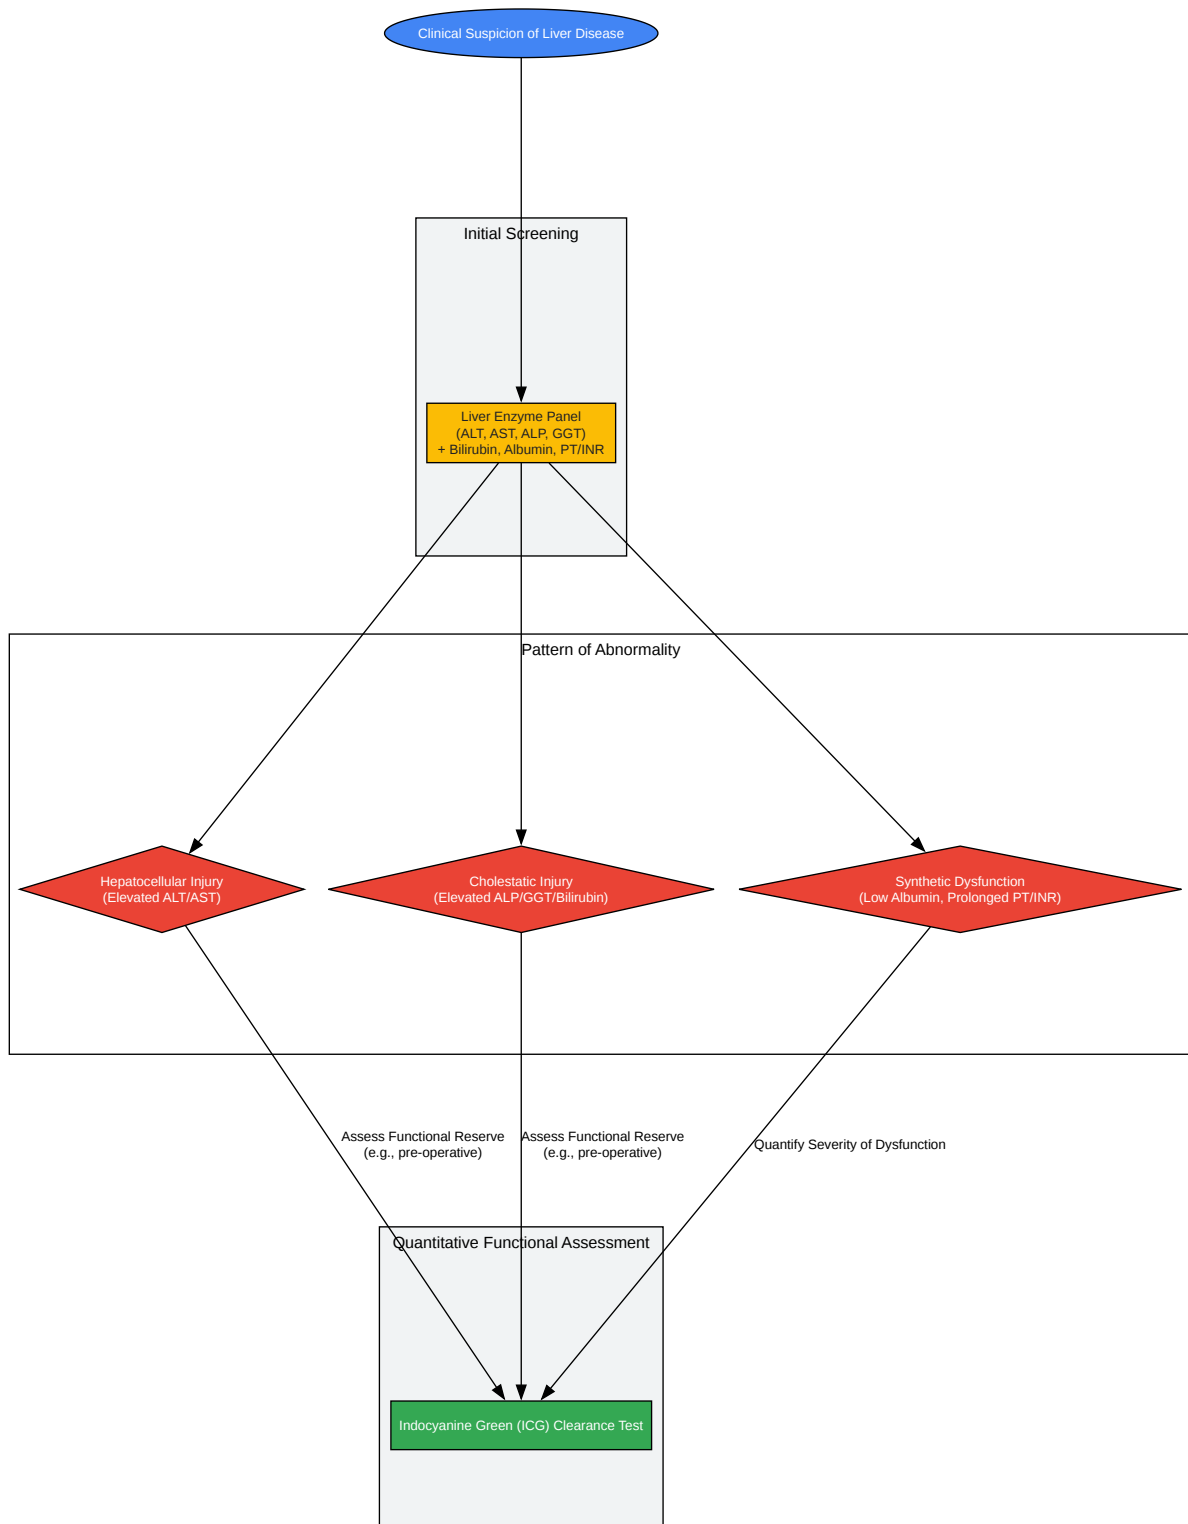 Clinical Suspicion of Liver Disease
Initial Screening
Liver Enzyme Panel
(ALT, AST, ALP, GGT)
+ Bilirubin, Albumin, PT/INR
Pattern of Abnormality
Hepatocellular Injury
(Elevated ALT/AST)
Cholestatic Injury
(Elevated ALP/GGT/Bilirubin)
Synthetic Dysfunction
(Low Albumin, Prolonged PT/INR)
Assess Functional Reserve
(e.g., pre-operative)
Assess Functional Reserve
(e.g., pre-operative)
Quantify Severity of Dysfunction
Quantitative Functional Assessment
Indocyanine Green (ICG) Clearance Test